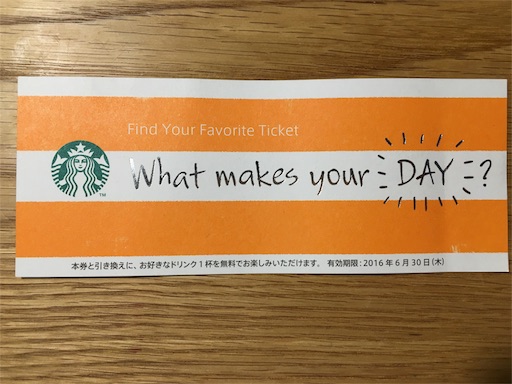 Find Your Favorite Ticket
What makes your DAY?
本券と引き換えに、お好きなドリンク1杯を無料でお楽しみいただけます。 有効期限:2016年6月30日(木)
TM